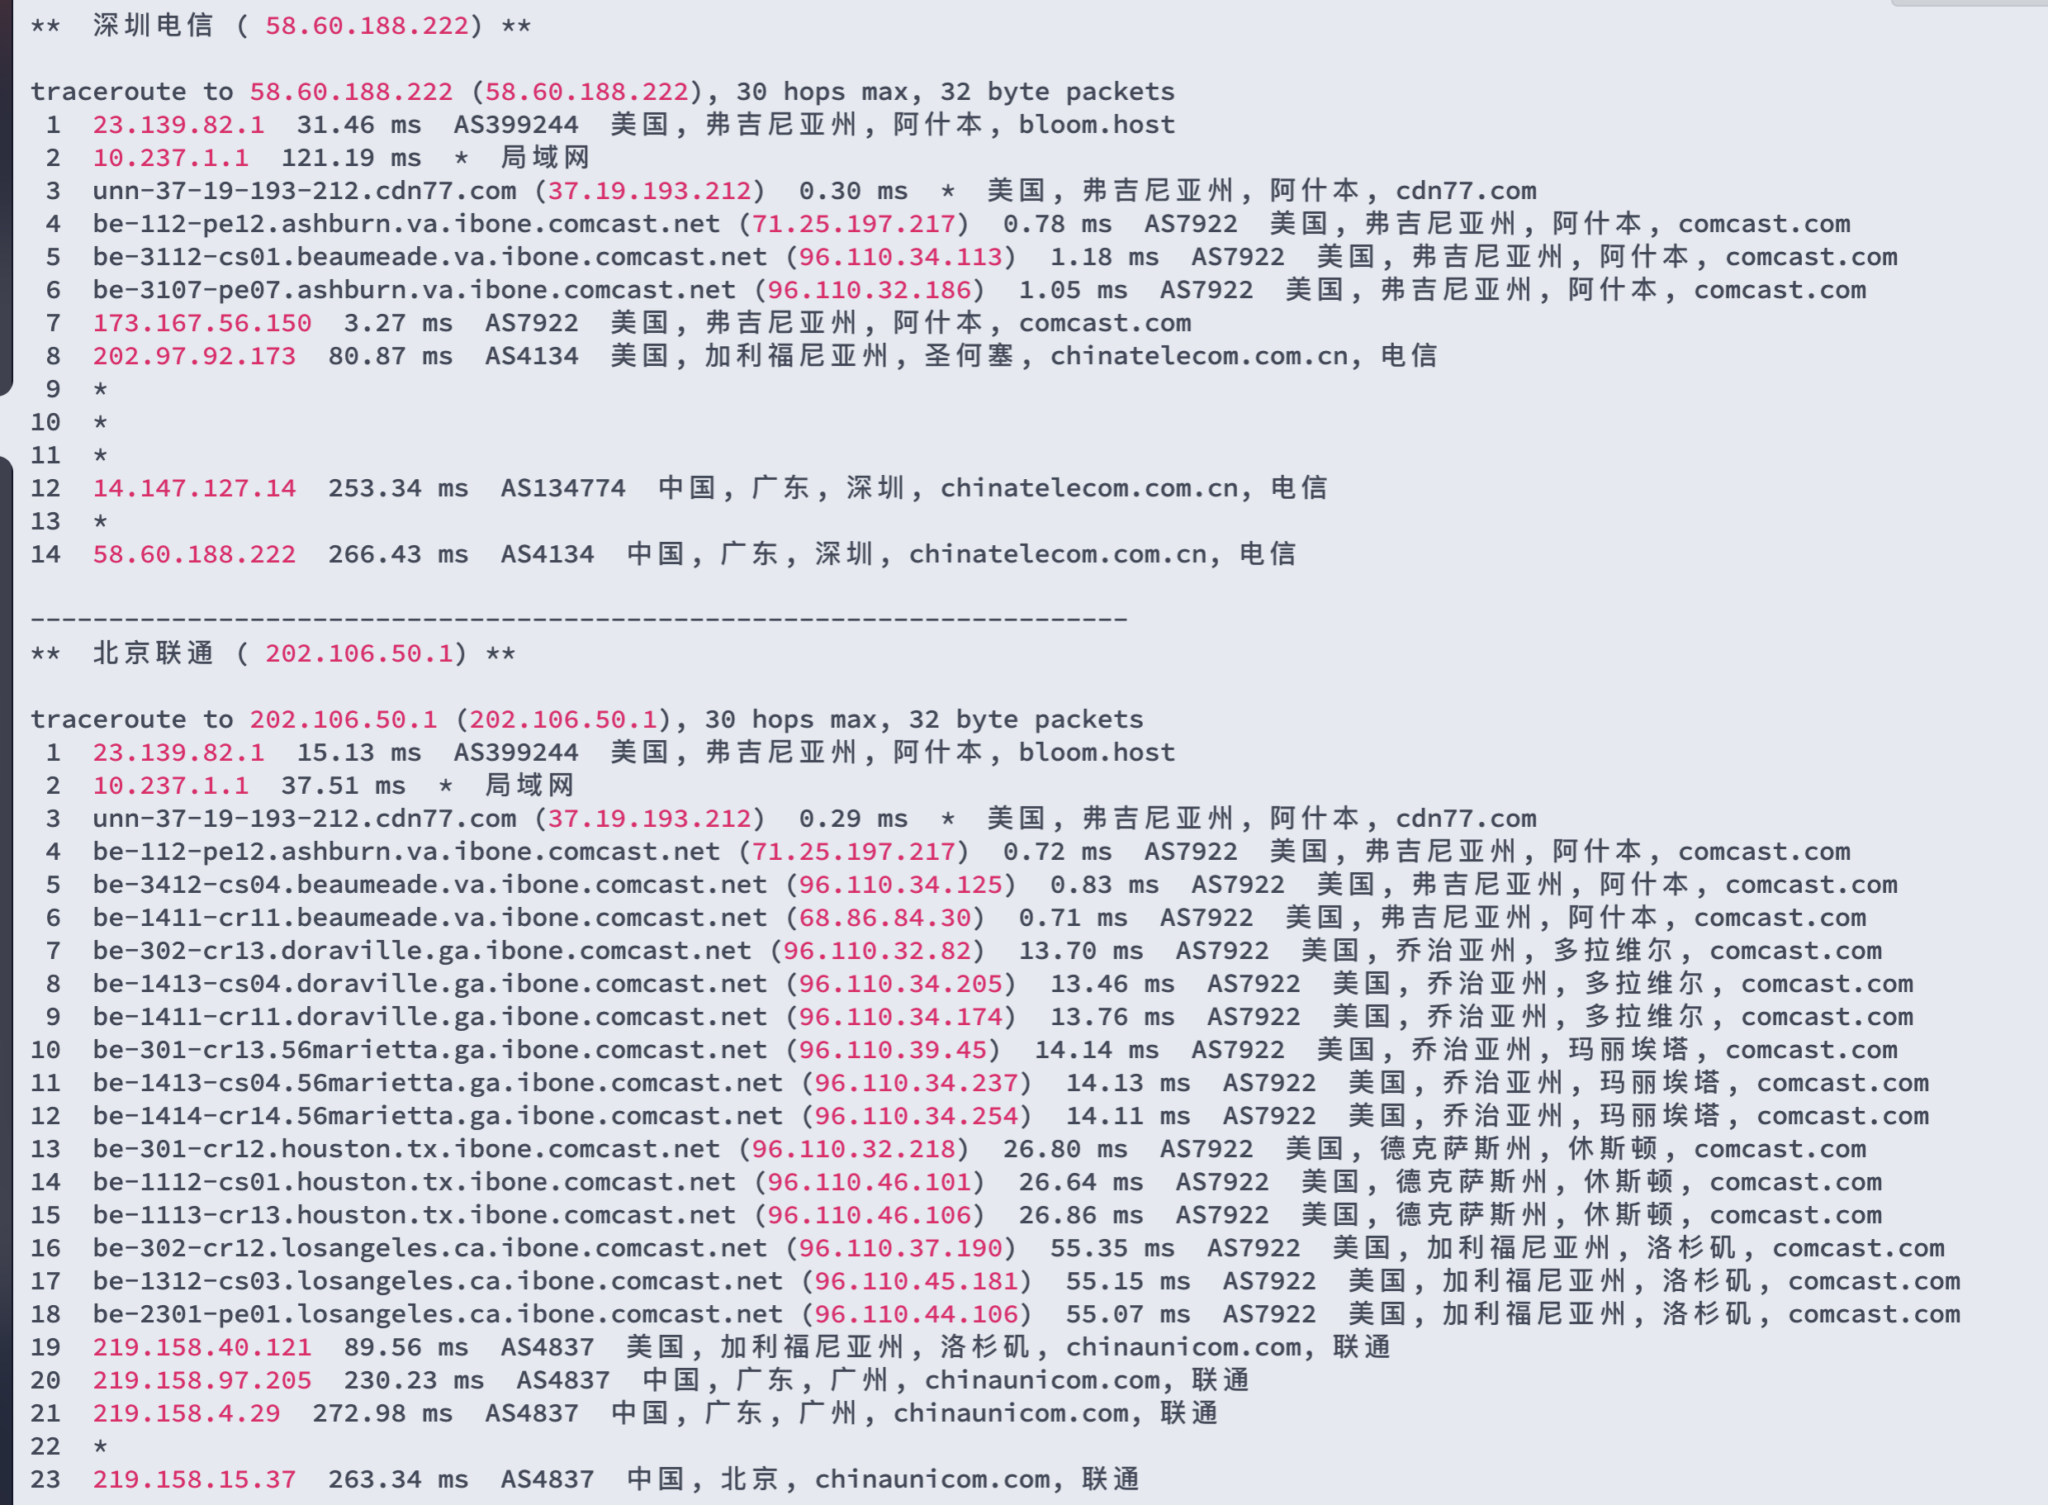 ** 深圳电信 ( 58.60.188.222) **
traceroute to 58.60.188.222 (58.60.188.222), 30 hops max, 32 byte packets
1 23.139.82.1 31.46 ms AS399244 美国, 弗吉尼亚州, 阿什本, bloom.host
2 10.237.1.1 121.19 ms * 局域网
3 unn-37-19-193-212.cdn77.com (37.19.193.212) 0.30 ms * 美国, 弗吉尼亚州, 阿什本, cdn77.com
4 be-112-pe12.ashburn.va.ibone.comcast.net (71.25.197.217) 0.78 ms AS7922 美国, 弗吉尼亚州, 阿什本, comcast.com
5 be-3112-cs01.beaumeade.va.ibone.comcast.net (96.110.34.113) 1.18 ms AS7922 美国, 弗吉尼亚州, 阿什本, comcast.com
6 be-3107-pe07.ashburn.va.ibone.comcast.net (96.110.32.186) 1.05 ms AS7922 美国, 弗吉尼亚州, 阿什本, comcast.com
7 173.167.56.150 3.27 ms AS7922 美国, 弗吉尼亚州, 阿什本, comcast.com
8 202.97.92.173 80.87 ms AS4134 美国, 加利福尼亚州, 圣何塞, chinatelecom.com.cn, 电信
9 *
10 *
11 *
12 14.147.127.14 253.34 ms AS134774 中国, 广东, 深圳, chinatelecom.com.cn, 电信
13 *
14 58.60.188.222 266.43 ms AS4134 中国, 广东, 深圳, chinatelecom.com.cn, 电信
----------------------------------------------------------------------
** 北京联通 ( 202.106.50.1) **
traceroute to 202.106.50.1 (202.106.50.1), 30 hops max, 32 byte packets
1 23.139.82.1 15.13 ms AS399244 美国, 弗吉尼亚州, 阿什本, bloom.host
2 10.237.1.1 37.51 ms * 局域网
3 unn-37-19-193-212.cdn77.com (37.19.193.212) 0.29 ms * 美国, 弗吉尼亚州, 阿什本, cdn77.com
4 be-112-pe12.ashburn.va.ibone.comcast.net (71.25.197.217) 0.72 ms AS7922 美国, 弗吉尼亚州, 阿什本, comcast.com
5 be-3412-cs04.beaumeade.va.ibone.comcast.net (96.110.34.125) 0.83 ms AS7922 美国, 弗吉尼亚州, 阿什本, comcast.com
6 be-1411-cr11.beaumeade.va.ibone.comcast.net (68.86.84.30) 0.71 ms AS7922 美国, 弗吉尼亚州, 阿什本, comcast.com
7 be-302-cr13.doraville.ga.ibone.comcast.net (96.110.32.82) 13.70 ms AS7922 美国, 乔治亚州, 多拉维尔, comcast.com
8 be-1413-cs04.doraville.ga.ibone.comcast.net (96.110.34.205) 13.46 ms AS7922 美国, 乔治亚州, 多拉维尔, comcast.com
9 be-1411-cr11.doraville.ga.ibone.comcast.net (96.110.34.174) 13.76 ms AS7922 美国, 乔治亚州, 多拉维尔, comcast.com
10 be-301-cr13.56marietta.ga.ibone.comcast.net (96.110.39.45) 14.14 ms AS7922 美国, 乔治亚州, 玛丽埃塔, comcast.com
11 be-1413-cs04.56marietta.ga.ibone.comcast.net (96.110.34.237) 14.13 ms AS7922 美国, 乔治亚州, 玛丽埃塔, comcast.com
12 be-1414-cr14.56marietta.ga.ibone.comcast.net (96.110.34.254) 14.11 ms AS7922 美国, 乔治亚州, 玛丽埃塔, comcast.com
13 be-301-cr12.houston.tx.ibone.comcast.net (96.110.32.218) 26.80 ms AS7922 美国, 德克萨斯州, 休斯顿, comcast.com
14 be-1112-cs01.houston.tx.ibone.comcast.net (96.110.46.101) 26.64 ms AS7922 美国, 德克萨斯州, 休斯顿, comcast.com
15 be-1113-cr13.houston.tx.ibone.comcast.net (96.110.46.106) 26.86 ms AS7922 美国, 德克萨斯州, 休斯顿, comcast.com
16 be-302-cr12.losangeles.ca.ibone.comcast.net (96.110.37.190) 55.35 ms AS7922 美国, 加利福尼亚州, 洛杉矶, comcast.com
17 be-1312-cs03.losangeles.ca.ibone.comcast.net (96.110.45.181) 55.15 ms AS7922 美国, 加利福尼亚州, 洛杉矶, comcast.com
18 be-2301-pe01.losangeles.ca.ibone.comcast.net (96.110.44.106) 55.07 ms AS7922 美国, 加利福尼亚州, 洛杉矶, comcast.com
19 219.158.40.121 89.56 ms AS4837 美国, 加利福尼亚州, 洛杉矶, chinaunicom.com, 联通
20 219.158.97.205 230.23 ms AS4837 中国, 广东, 广州, chinaunicom.com, 联通
21 219.158.4.29 272.98 ms AS4837 中国, 广东, 广州, chinaunicom.com, 联通
22 *
23 219.158.15.37 263.34 ms AS4837 中国, 北京, chinaunicom.com, 联通